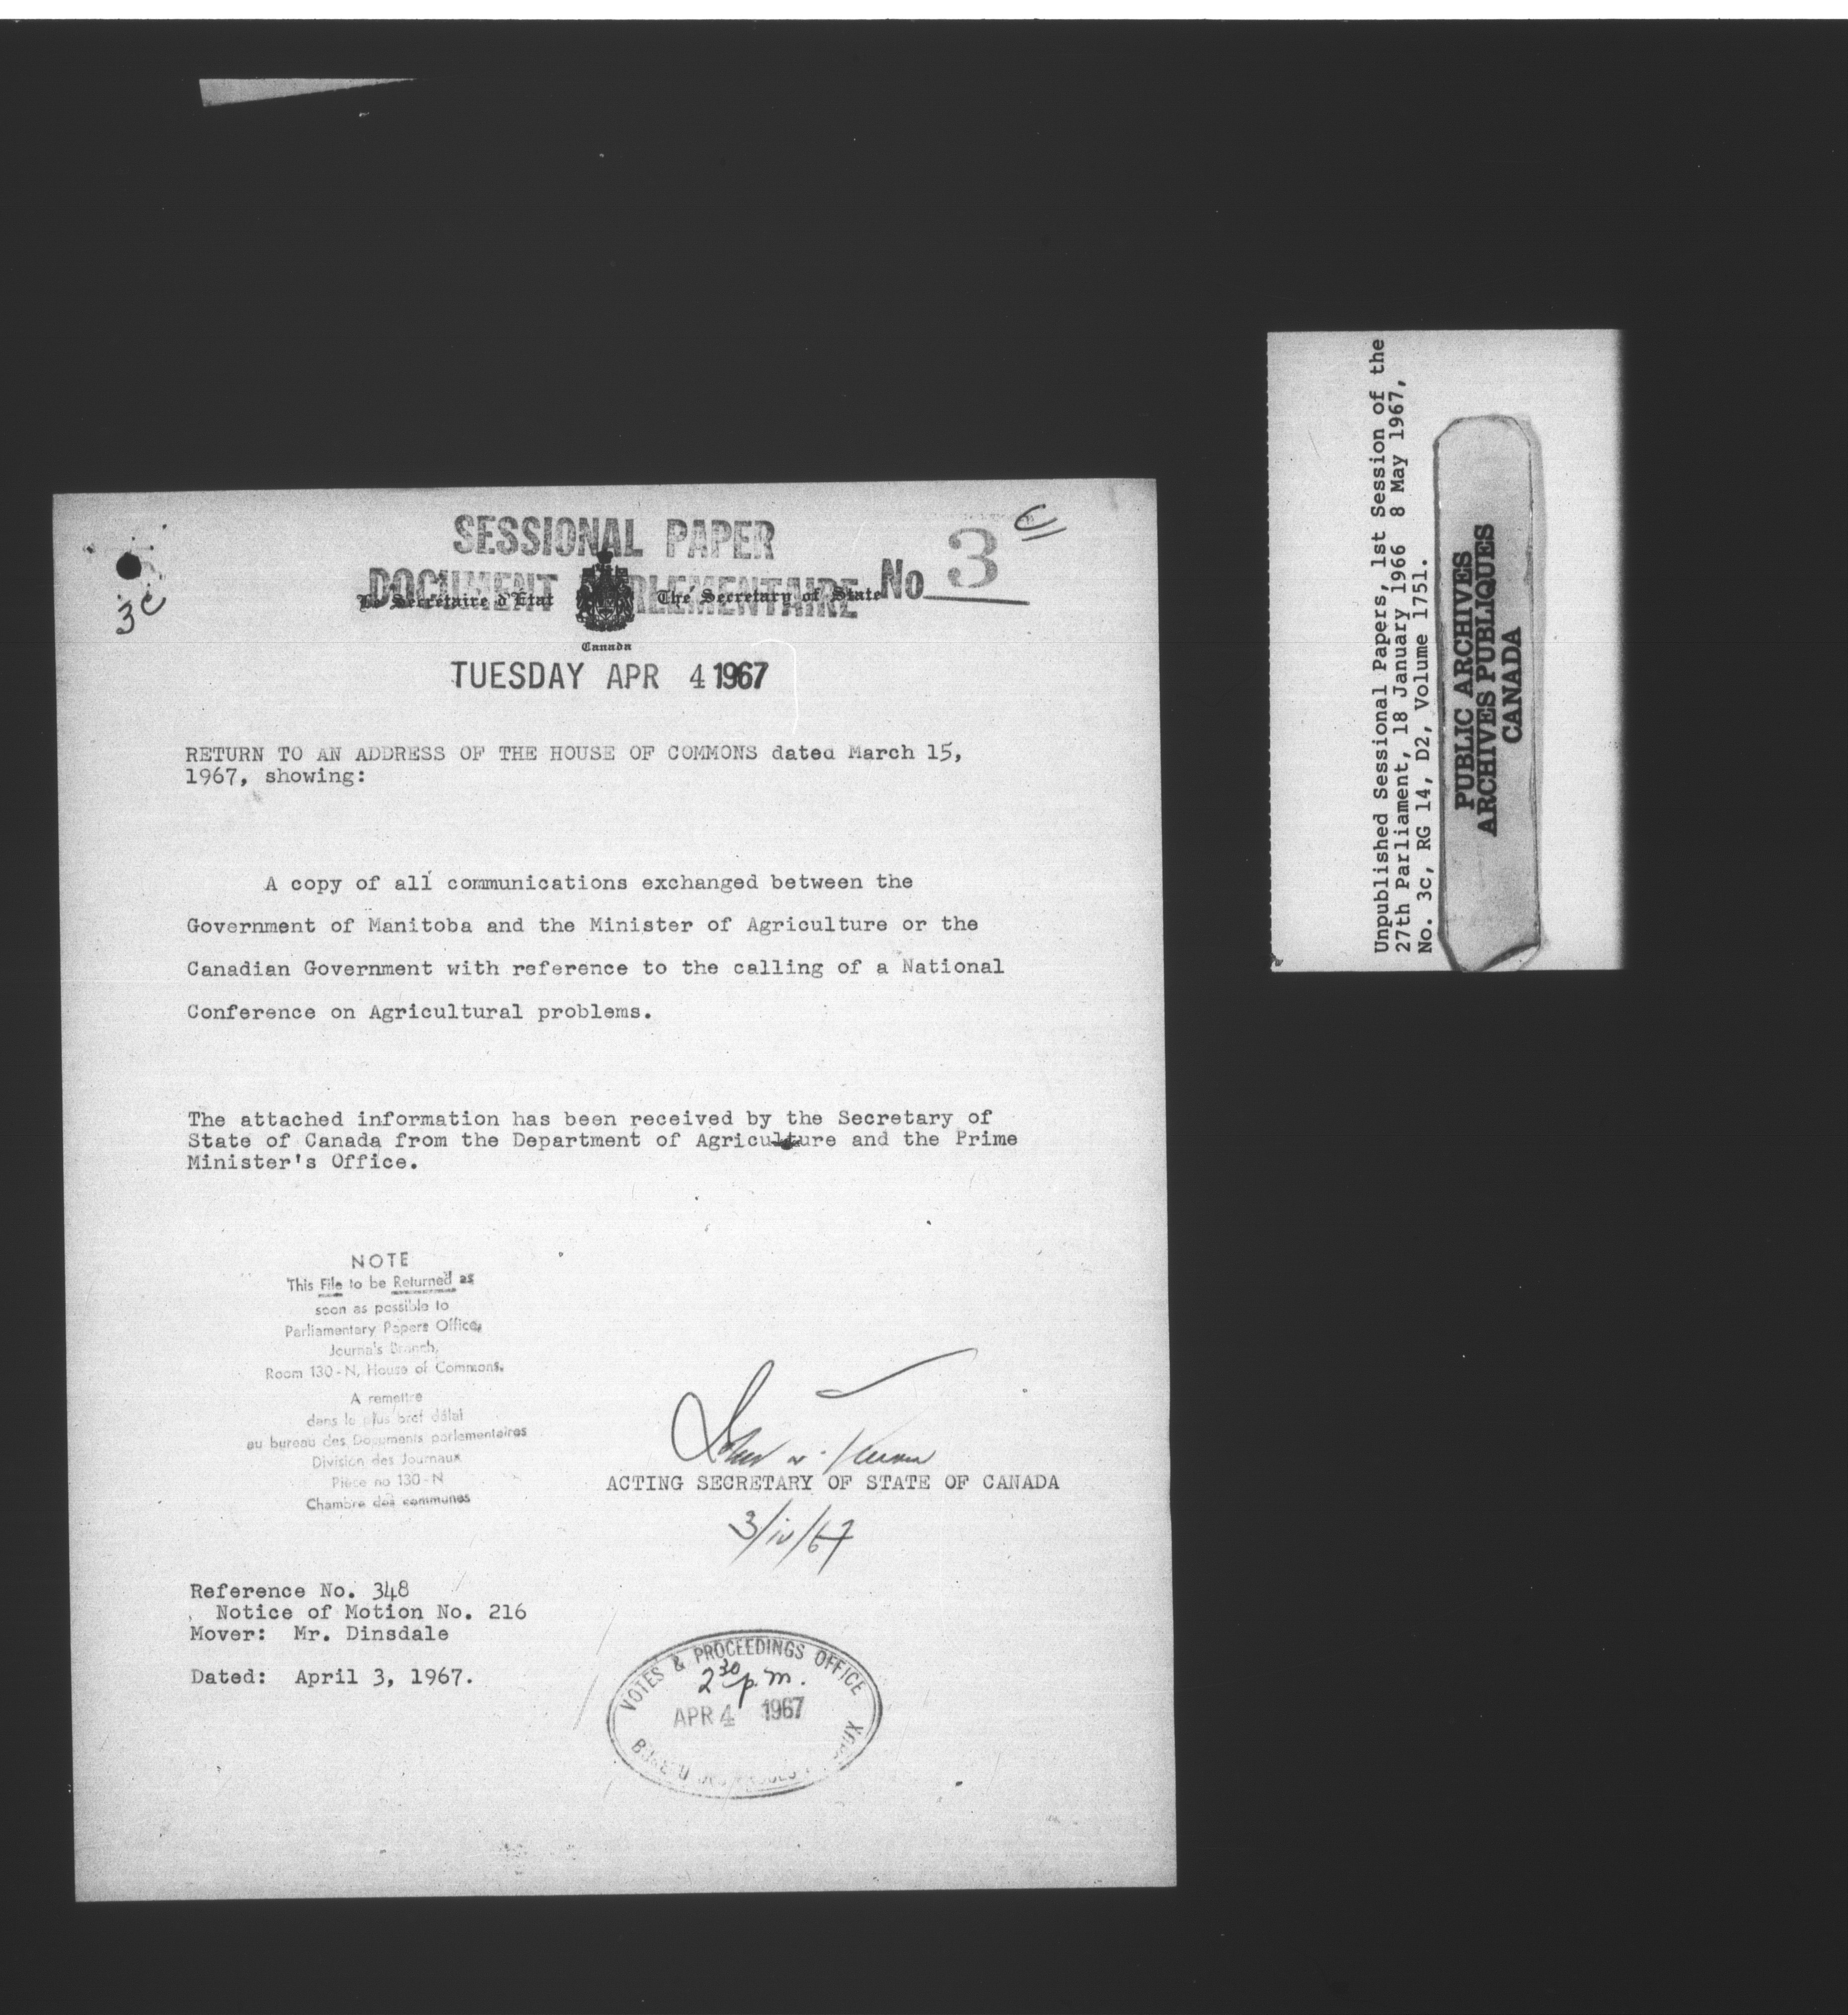 SESSIONAL PAPER
DOCUMENT PARLEMENTAIRE No 3 c
Le Secrétaire d'État The Secretary of State
Canada
3c
TUESDAY APR 4 1967
RETURN TO AN ADDRESS OF THE HOUSE OF COMMONS dated March 15,
1967, showing:
A copy of all communications exchanged between the
Government of Manitoba and the Minister of Agriculture or the
Canadian Government with reference to the calling of a National
Conference on Agricultural problems.
The attached information has been received by the Secretary of
State of Canada from the Department of Agriculture and the Prime
Minister's Office.
NOTE
This File to be Returned as
soon as possible to
Parliamentary Papers Office,
Journals Branch,
Room 130-N, House of Commons.
A remettre
dans le plus bref délai
au bureau des Documents parlementaires
Division des Journaux
Pièce no 130-N
Chambre des communes
ACTING SECRETARY OF STATE OF CANADA
3/iv/67
Reference No. 348
Notice of Motion No. 216
Mover: Mr. Dinsdale
Dated: April 3, 1967.
VOTES & PROCEEDINGS OFFICE
2 30 p.m.
APR 4 1967
BUREAU DES
Unpublished Sessional Papers, 1st Session of the
27th Parliament, 18 January 1966 8 May 1967,
No. 3c, RG 14, D2, Volume 1751.
PUBLIC ARCHIVES
ARCHIVES PUBLIQUES
CANADA